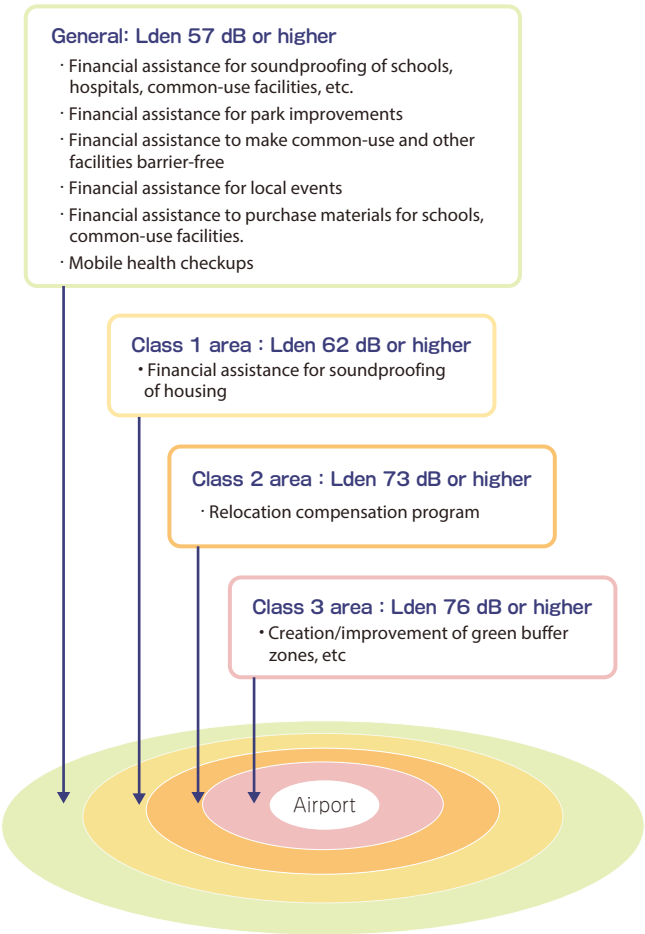 General: Lden 57 dB or higher
· Financial assistance for soundproofing of schools,
hospitals, common-use facilities, etc.
· Financial assistance for park improvements
· Financial assistance to make common-use and other
facilities barrier-free
· Financial assistance for local events
· Financial assistance to purchase materials for schools,
common-use facilities.
· Mobile health checkups
Class 1 area : Lden 62 dB or higher
• Financial assistance for soundproofing
of housing
Class 2 area : Lden 73 dB or higher
· Relocation compensation program
Class 3 area : Lden 76 dB or higher
• Creation/improvement of green buffer
zones, etc
Airport